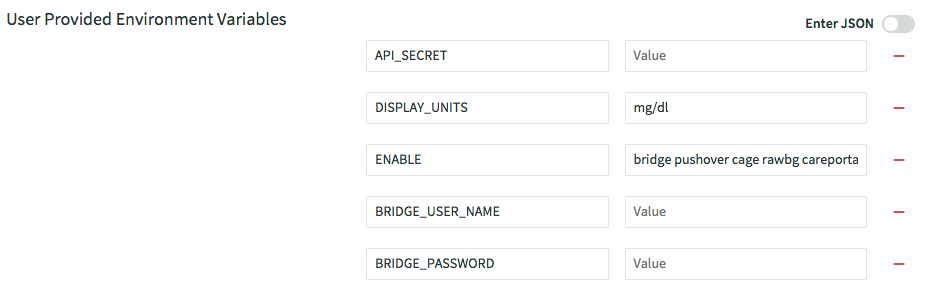 User Provided Environment Variables
Enter JSON
API_SECRET Value
DISPLAY_UNITS mg/dl
ENABLE bridge pushover cage rawbg careporta
BRIDGE_USER_NAME Value
BRIDGE_PASSWORD Value